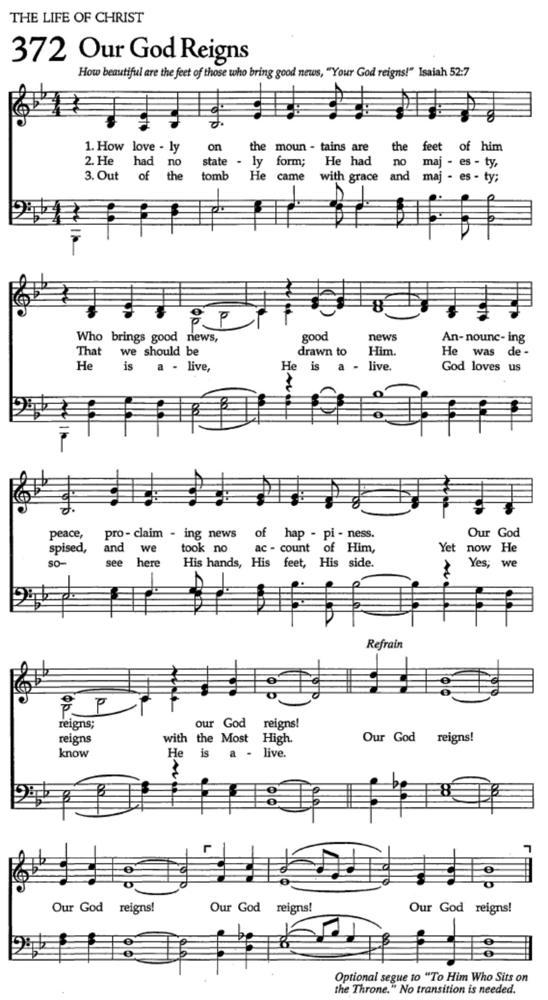 THE LIFE OF CHRIST
372 Our God Reigns
How beautiful are the feet of those who bring good news, "Your God reigns!" Isaiah 52:7
1. How love - ly on the moun - tains are the feet of him
2. He had no state - ly form; He had no maj - es - ty,
3. Out of the tomb He came with grace and maj - es - ty;
Who brings good news, good news An- nounc- ing
That we should be drawn to Him. He was de -
He is a - live, He is a - live. God loves us
peace, pro - claim - ing news of hap - pi - ness. Our God
spised, and we took no ac - count of Him, Yet now He
so– see here His hands, His feet, His side. Yes, we
Refrain
reigns; our God reigns!
reigns with the Most High. Our God reigns!
know He is a - live.
Our God reigns! Our God reigns! Our God reigns!
Optional segue to "To Him Who Sits on
the Throne." No transition is needed.